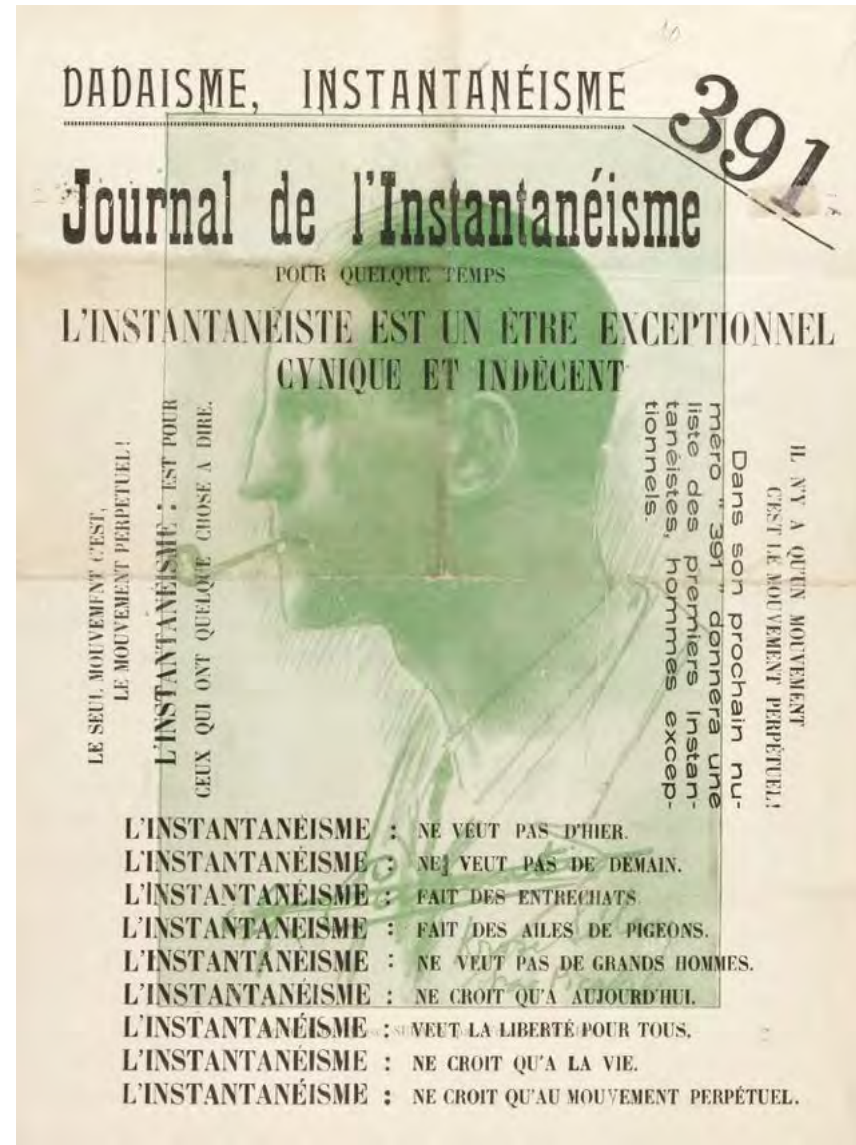 DADAISME, INSTANTANÉISME
391
Journal de l'Instantanéisme
POUR QUELQUE TEMPS
L'INSTANTANÉISTE EST UN ÊTRE EXCEPTIONNEL
CYNIQUE ET INDÉCENT
LE SEUL MOUVEMENT C'EST,
LE MOUVEMENT PERPETUEL!
L'INSTANTANÉISME : EST POUR
CEUX QUI ONT QUELQUE CHOSE A DIRE.
Dans son prochain nu-
méro " 391 " donnera une
liste des premiers Instan-
tanéistes, hommes excep-
tionnels.
IL N'Y A QU'UN MOUVEMENT
C'EST LE MOUVEMENT PERPÉTUEL!
L'INSTANTANÉISME : NE VEUT PAS D'HIER.
L'INSTANTANÉISME : NE VEUT PAS DE DEMAIN.
L'INSTANTANÉISME : FAIT DES ENTRECHATS.
L'INSTANTANÉISME : FAIT DES AILES DE PIGEONS.
L'INSTANTANÉISME : NE VEUT PAS DE GRANDS HOMMES.
L'INSTANTANÉISME : NE CROIT QU'A AUJOURD'HUI.
L'INSTANTANÉISME : VEUT LA LIBERTÉ POUR TOUS.
L'INSTANTANÉISME : NE CROIT QU'A LA VIE.
L'INSTANTANÉISME : NE CROIT QU'AU MOUVEMENT PERPÉTUEL.